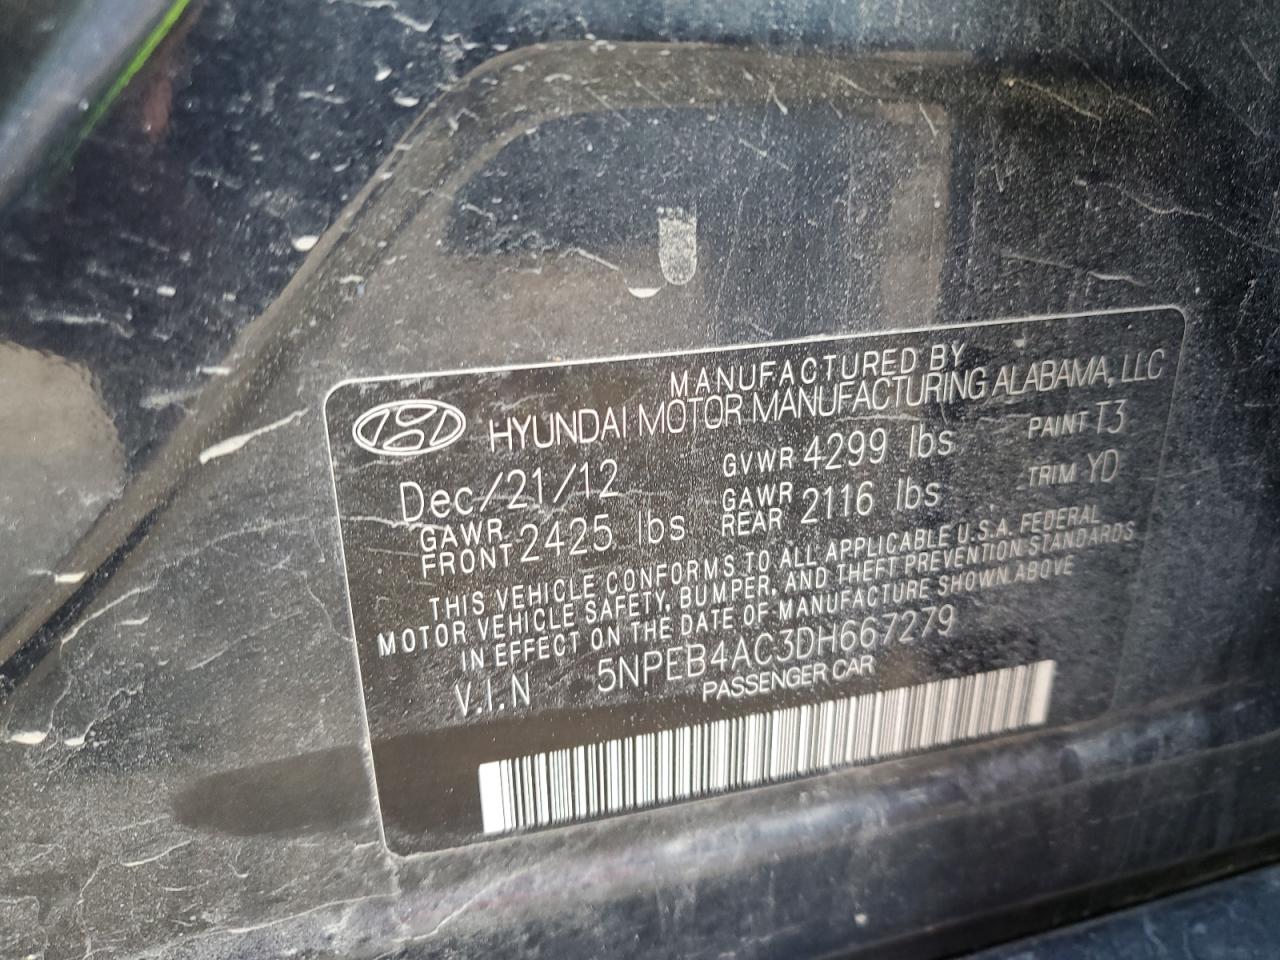 MANUFACTURED BY
HYUNDAI MOTOR MANUFACTURING ALABAMA, LLC
Dec/21/12 GVWR 4299 lbs PAINT T3
GAWR FRONT 2425 lbs GAWR REAR 2116 lbs TRIM YD
THIS VEHICLE CONFORMS TO ALL APPLICABLE U.S.A. FEDERAL
MOTOR VEHICLE SAFETY, BUMPER, AND THEFT PREVENTION STANDARDS
IN EFFECT ON THE DATE OF MANUFACTURE SHOWN ABOVE
V.I.N 5NPEB4AC3DH667279
PASSENGER CAR